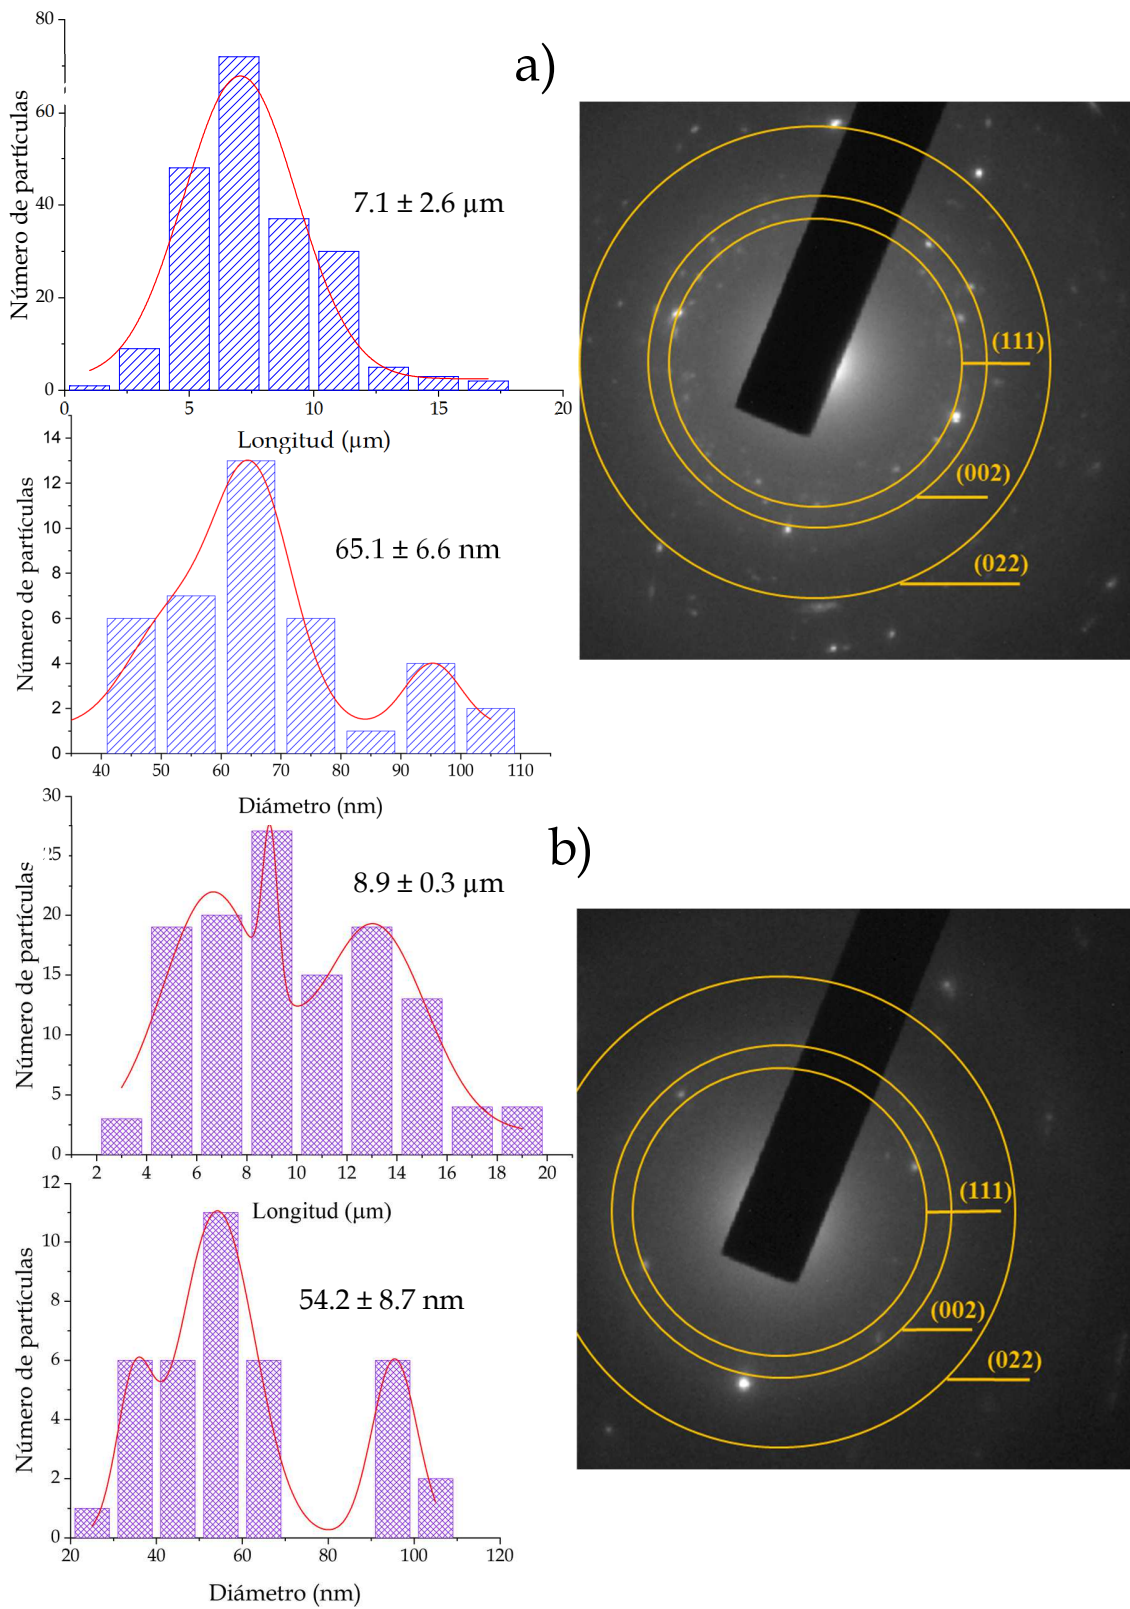 a)
Número de partículas
80
60
40
20
0
7.1 ± 2.6 µm
0 5 10 15 20
Longitud (µm)
(111)
(002)
(022)
Número de partículas
14
12
10
8
6
4
2
0
65.1 ± 6.6 nm
40 50 60 70 80 90 100 110
Diámetro (nm)
b)
Número de partículas
30
25
20
15
10
5
0
8.9 ± 0.3 µm
2 4 6 8 10 12 14 16 18 20
Longitud (µm)
(111)
(002)
(022)
Número de partículas
12
10
8
6
4
2
0
54.2 ± 8.7 nm
20 40 60 80 100 120
Diámetro (nm)